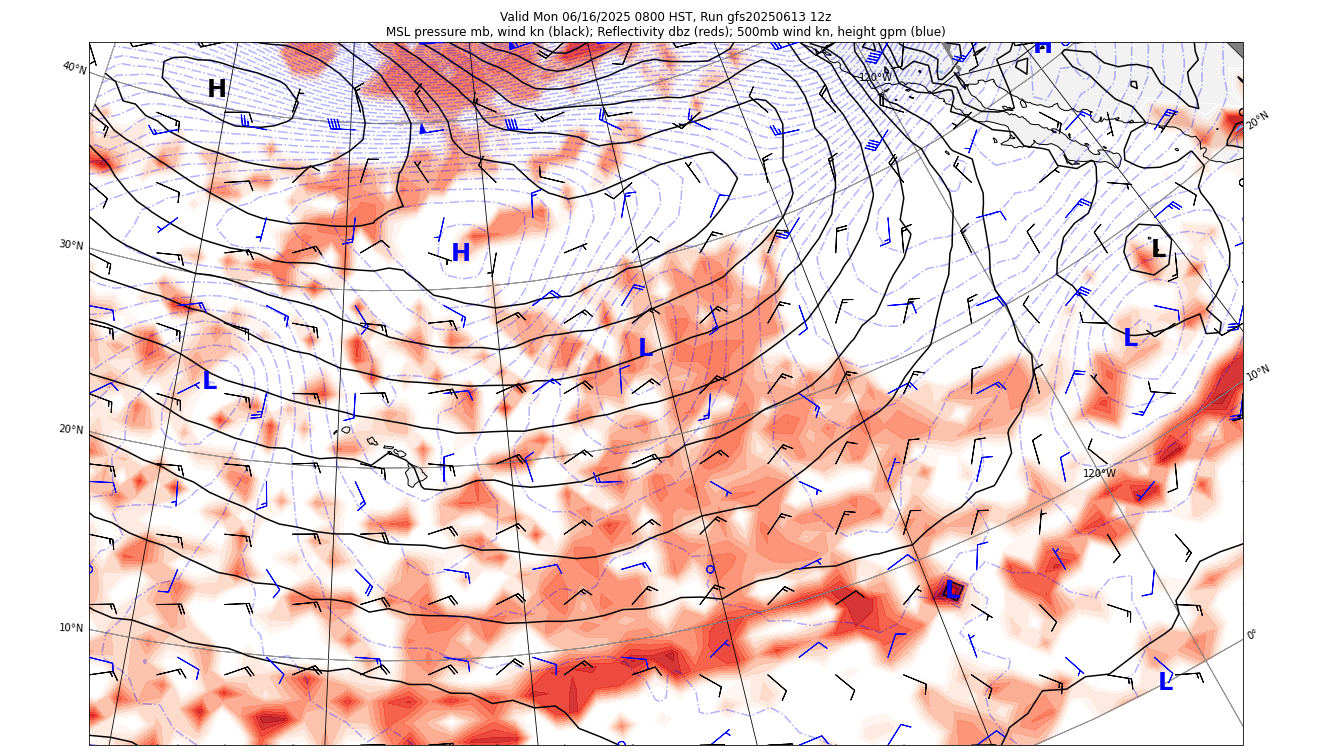 Valid Mon 06/16/2025 0800 HST, Run gfs20250613 12z
MSL pressure mb, wind kn (black); Reflectivity dbz (reds); 500mb wind kn, height gpm (blue)
H
40°N
120°W
H
20°N
30°N
H
L
L
L
10°N
L
20°N
120°W
L
10°N
0°
L